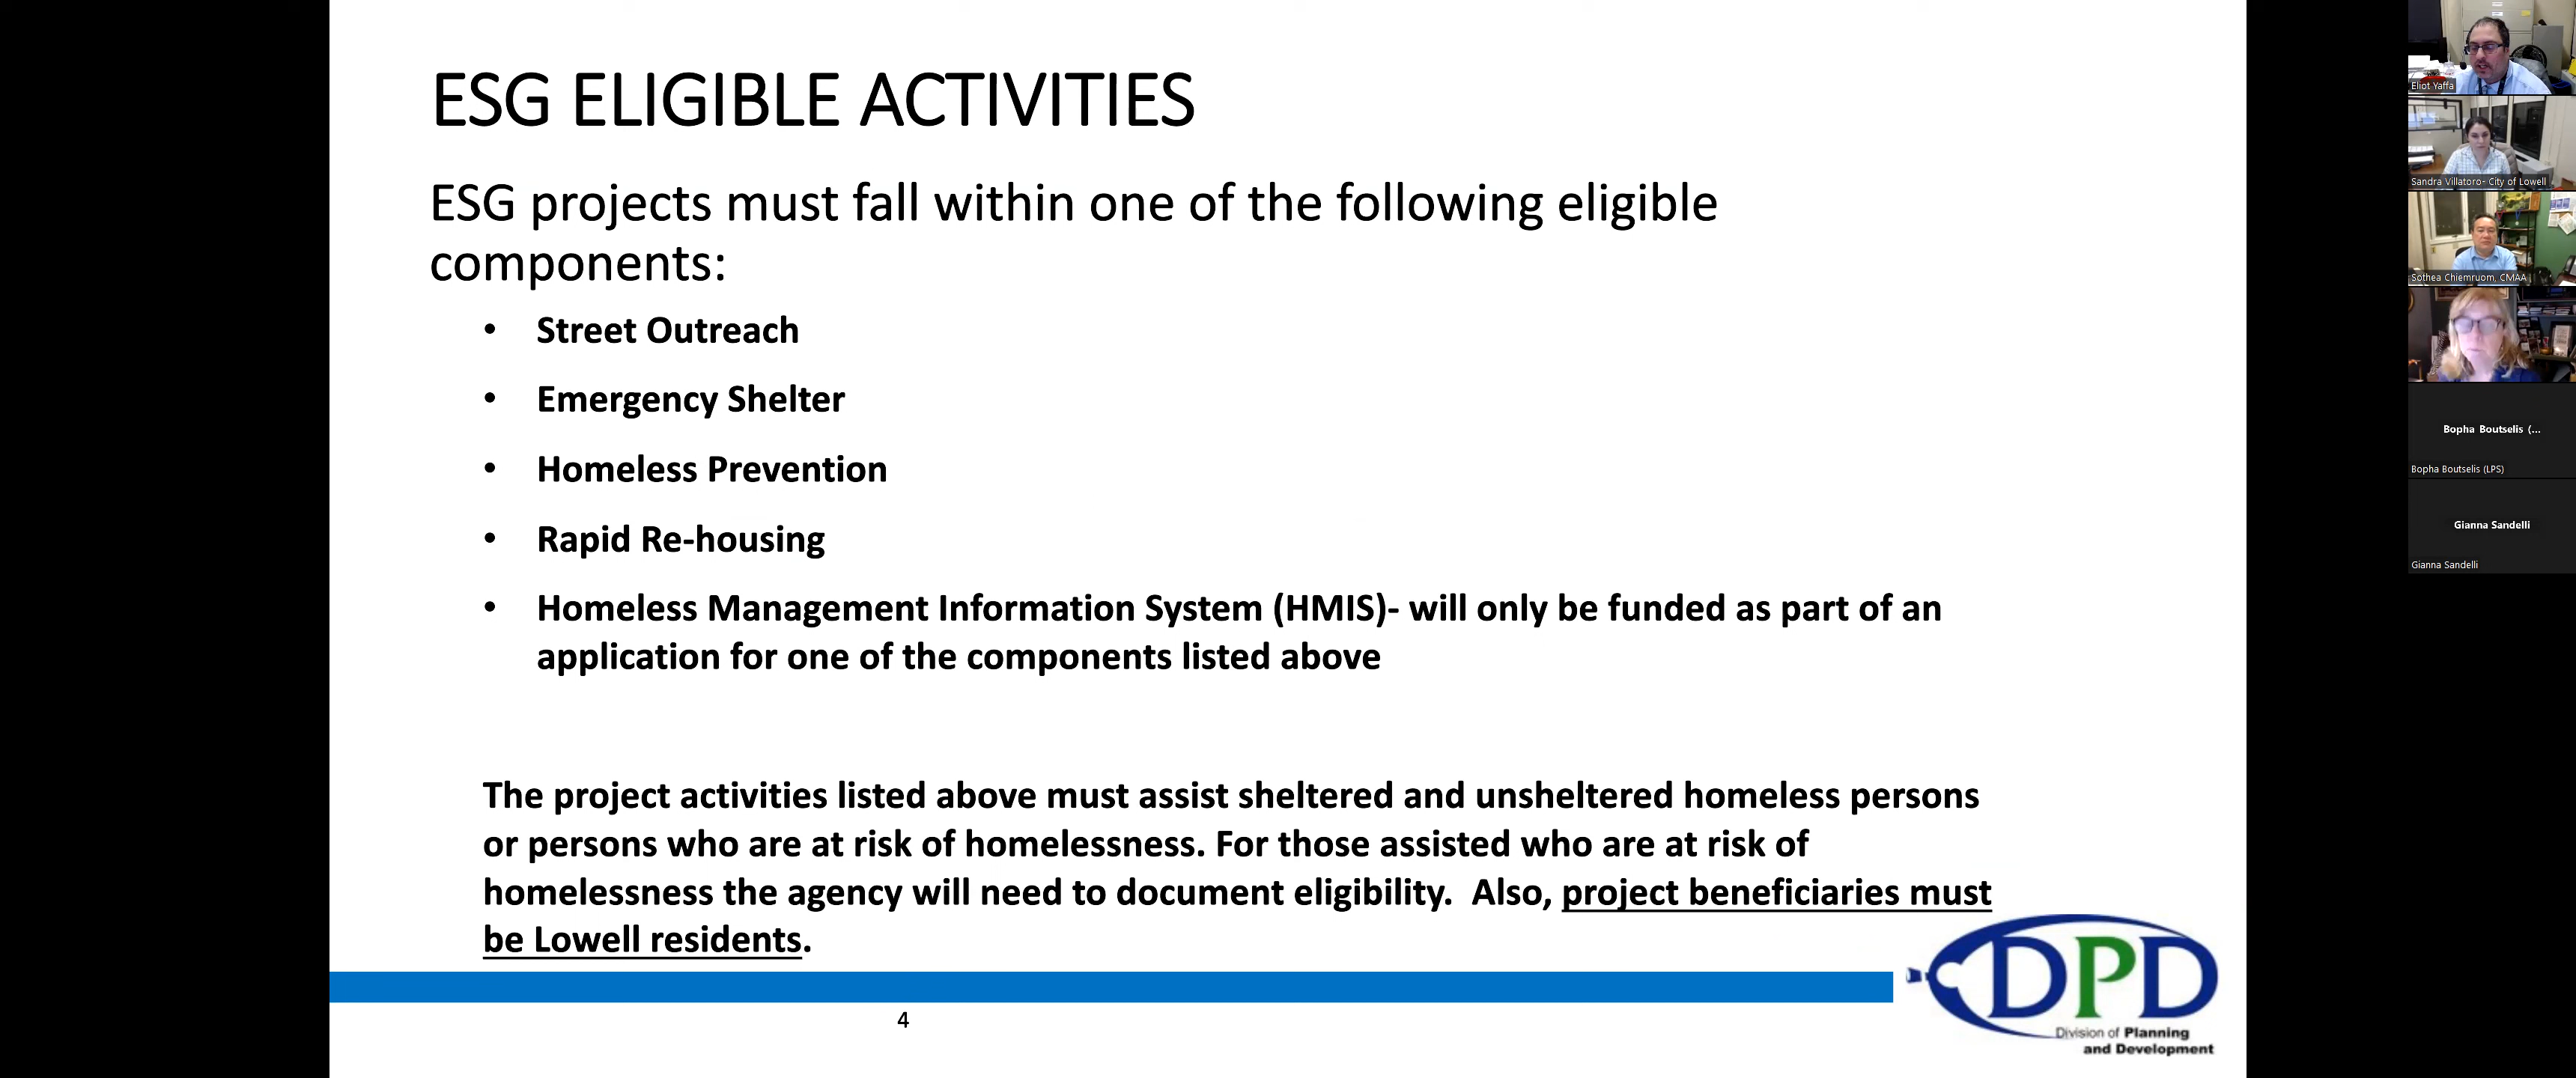 ESG ELIGIBLE ACTIVITIES
ESG projects must fall within one of the following eligible
components:
• Street Outreach
• Emergency Shelter
• Homeless Prevention
• Rapid Re-housing
• Homeless Management Information System (HMIS)- will only be funded as part of an
application for one of the components listed above
The project activities listed above must assist sheltered and unsheltered homeless persons
or persons who are at risk of homelessness. For those assisted who are at risk of
homelessness the agency will need to document eligibility.  Also, project beneficiaries must
be Lowell residents.
4
DPD
Division of Planning
and Development
Eliot Yaffa
Sandra Villatoro- City of Lowell
Sothea Chiemruom, CMAA
Bopha Boutselis (...
Bopha Boutselis (LPS)
Gianna Sandelli
Gianna Sandelli